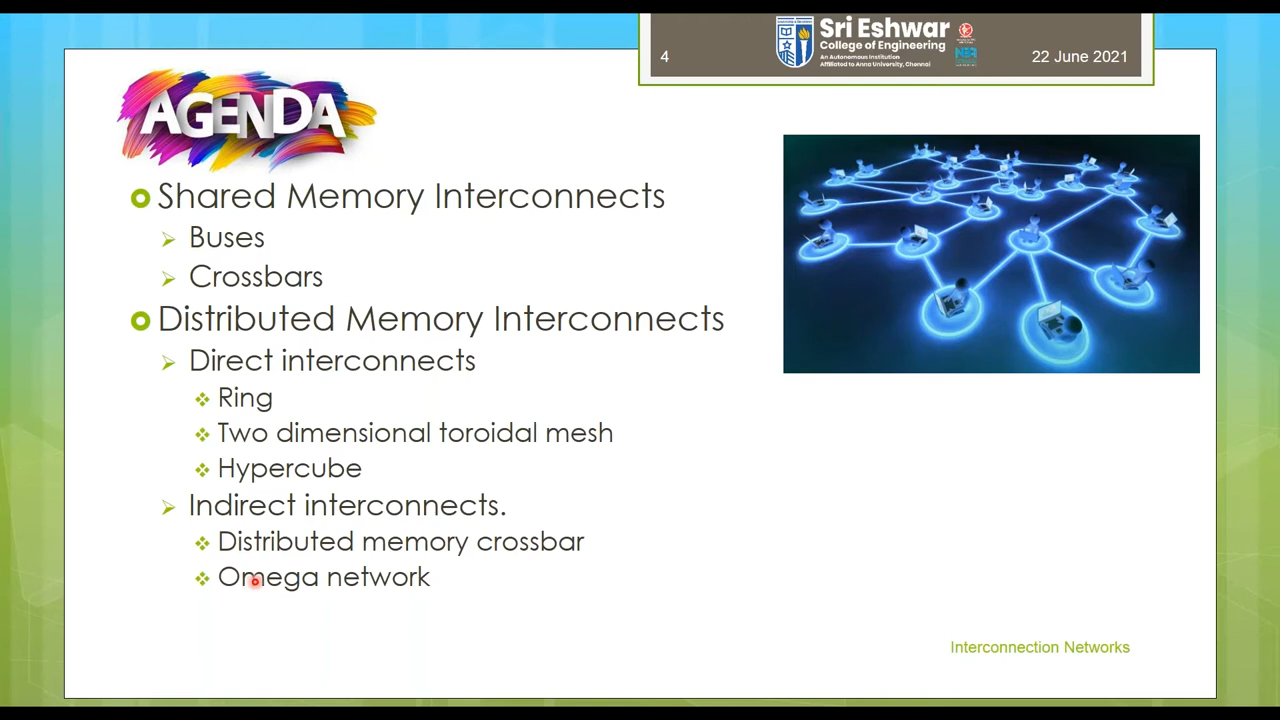 4
Sri Eshwar
College of Engineering
An Autonomous Institution
Affiliated to Anna University, Chennai
22 June 2021
AGENDA
Shared Memory Interconnects
Buses
Crossbars
Distributed Memory Interconnects
Direct interconnects
Ring
Two dimensional toroidal mesh
Hypercube
Indirect interconnects.
Distributed memory crossbar
Omega network
Interconnection Networks